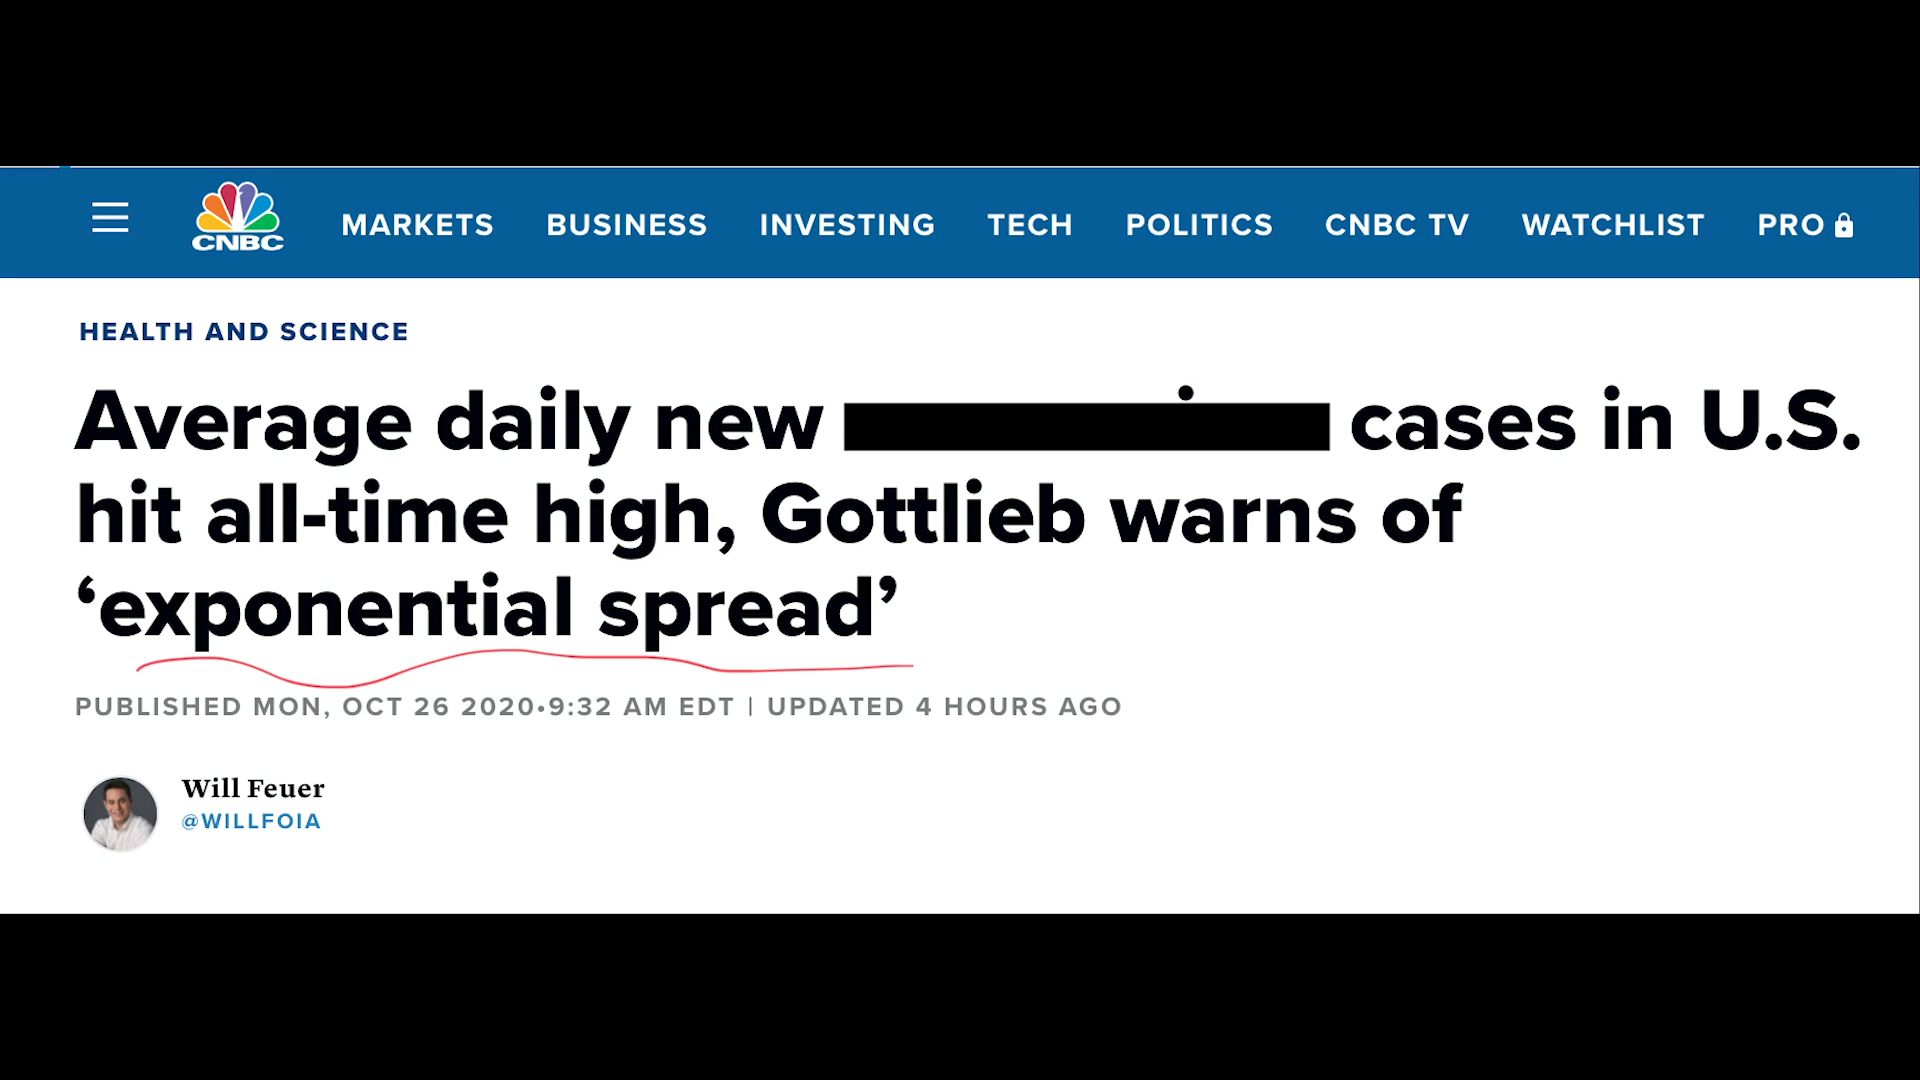 CNBC
MARKETS BUSINESS INVESTING TECH POLITICS CNBC TV WATCHLIST PRO
HEALTH AND SCIENCE
Average daily new cases in U.S.
hit all-time high, Gottlieb warns of
‘exponential spread’
PUBLISHED MON, OCT 26 2020•9:32 AM EDT | UPDATED 4 HOURS AGO
Will Feuer
@WILLFOIA